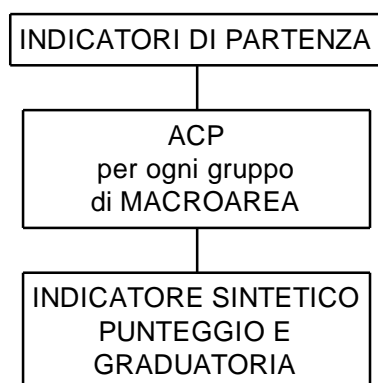 INDICATORI DI PARTENZA
ACP
per ogni gruppo
di MACROAREA
INDICATORE SINTETICO
PUNTEGGIO E
GRADUATORIA